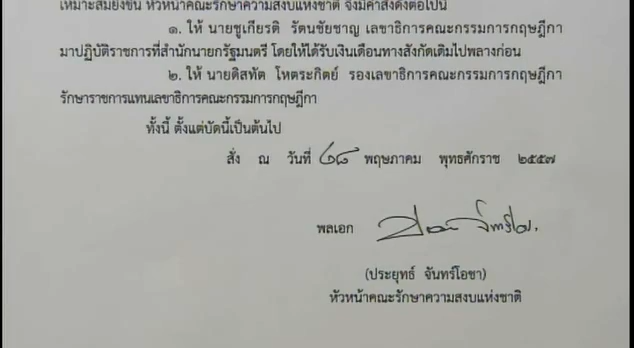 เหมาะสมยิ่งขึ้น หัวหน้าคณะรักษาความสงบแห่งชาติ จึงมีคำสั่งดังต่อไปนี้
๑. ให้ นายชูเกียรติ รัตนชัยชาญ เลขาธิการคณะกรรมการกฤษฎีกา
มาปฏิบัติราชการที่สำนักนายกรัฐมนตรี โดยให้ได้รับเงินเดือนทางสังกัดเดิมไปพลางก่อน
๒. ให้ นายดิสทัต โหตระกิตย์ รองเลขาธิการคณะกรรมการกฤษฎีกา
รักษาราชการแทนเลขาธิการคณะกรรมการกฤษฎีกา
ทั้งนี้ ตั้งแต่บัดนี้เป็นต้นไป
สั่ง ณ วันที่ ๒๘ พฤษภาคม พุทธศักราช ๒๕๕๗
พลเอก
(ประยุทธ์ จันทร์โอชา)
หัวหน้าคณะรักษาความสงบแห่งชาติ